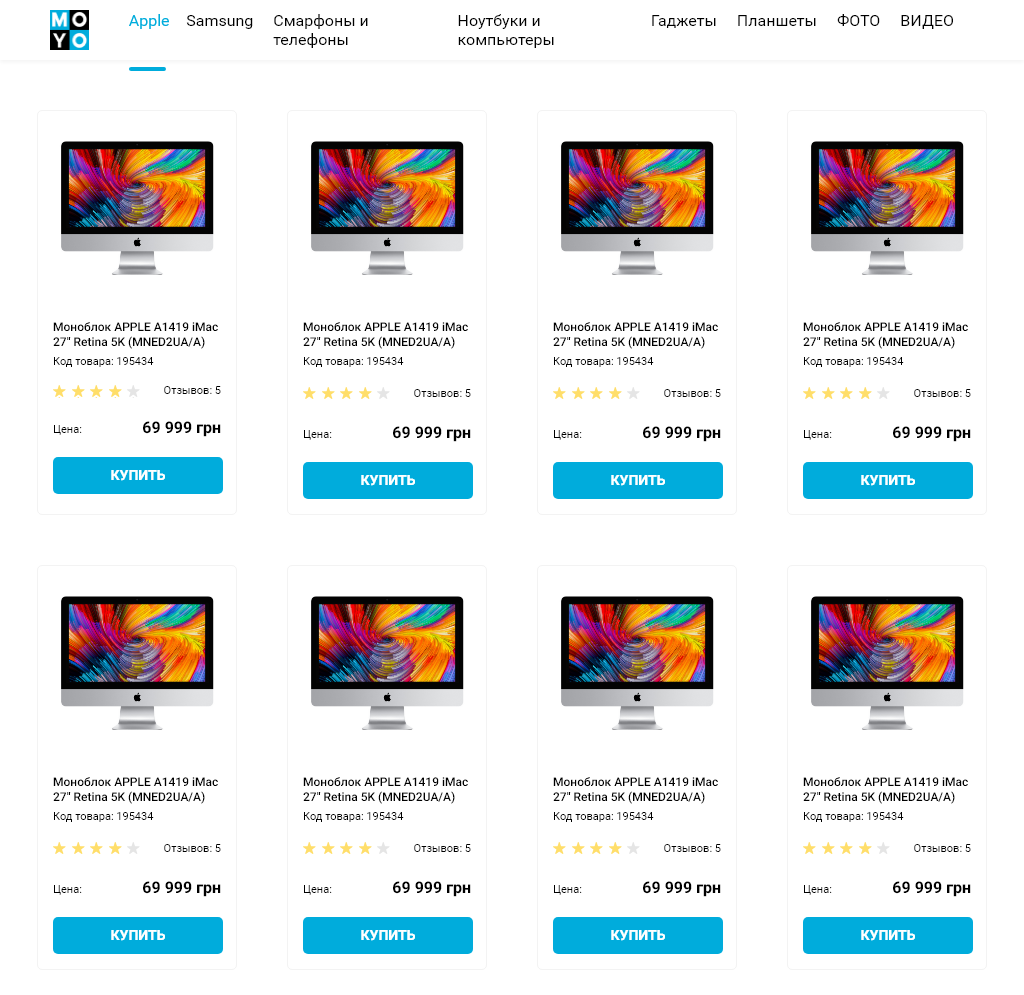 MO
YO
Apple
Samsung
Смарфоны и
телефоны
Ноутбуки и
компьютеры
Гаджеты
Планшеты
ФОТО
ВИДЕО
Моноблок APPLE A1419 iMac
27" Retina 5K (MNED2UA/A)
Код товара: 195434
Отзывов: 5
Цена:
69 999 грн
КУПИТЬ
Моноблок APPLE A1419 iMac
27" Retina 5K (MNED2UA/A)
Код товара: 195434
Отзывов: 5
Цена:
69 999 грн
КУПИТЬ
Моноблок APPLE A1419 iMac
27" Retina 5K (MNED2UA/A)
Код товара: 195434
Отзывов: 5
Цена:
69 999 грн
КУПИТЬ
Моноблок APPLE A1419 iMac
27" Retina 5K (MNED2UA/A)
Код товара: 195434
Отзывов: 5
Цена:
69 999 грн
КУПИТЬ
Моноблок APPLE A1419 iMac
27" Retina 5K (MNED2UA/A)
Код товара: 195434
Отзывов: 5
Цена:
69 999 грн
КУПИТЬ
Моноблок APPLE A1419 iMac
27" Retina 5K (MNED2UA/A)
Код товара: 195434
Отзывов: 5
Цена:
69 999 грн
КУПИТЬ
Моноблок APPLE A1419 iMac
27" Retina 5K (MNED2UA/A)
Код товара: 195434
Отзывов: 5
Цена:
69 999 грн
КУПИТЬ
Моноблок APPLE A1419 iMac
27" Retina 5K (MNED2UA/A)
Код товара: 195434
Отзывов: 5
Цена:
69 999 грн
КУПИТЬ